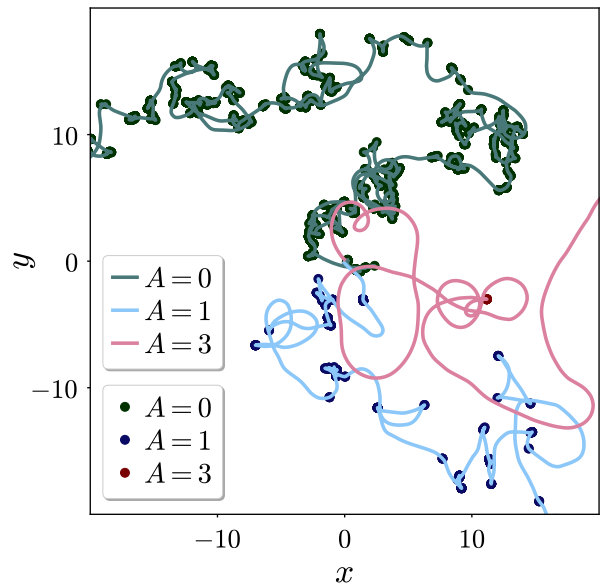 10
0
−10
y
A = 0
A = 1
A = 3
A = 0
A = 1
A = 3
−10 0 10
x